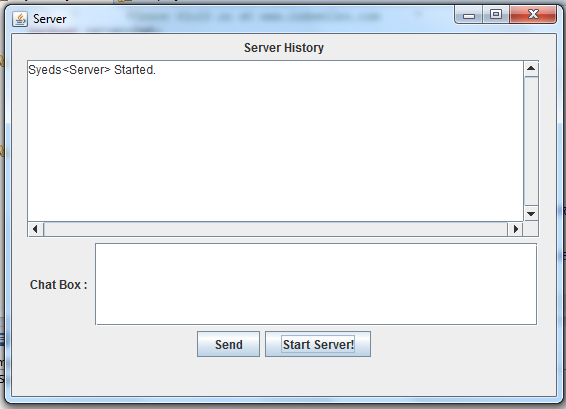 Server
Server History
Syeds<Server> Started.
Chat Box :
Send
Start Server!